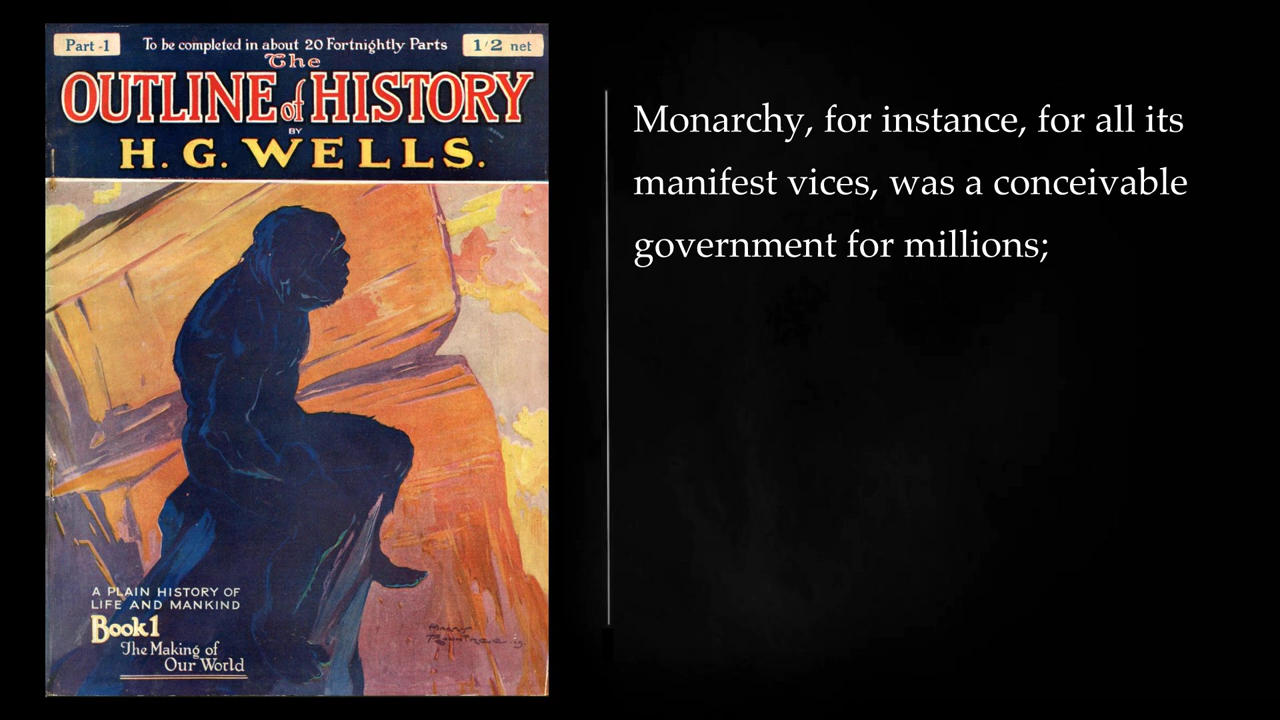 Part -1
To be completed in about 20 Fortnightly Parts
1/2 net
The
OUTLINE of HISTORY
BY
H. G. WELLS.
A PLAIN HISTORY OF
LIFE AND MANKIND
Book 1
The Making of
Our World
Monarchy, for instance, for all its
manifest vices, was a conceivable
government for millions;